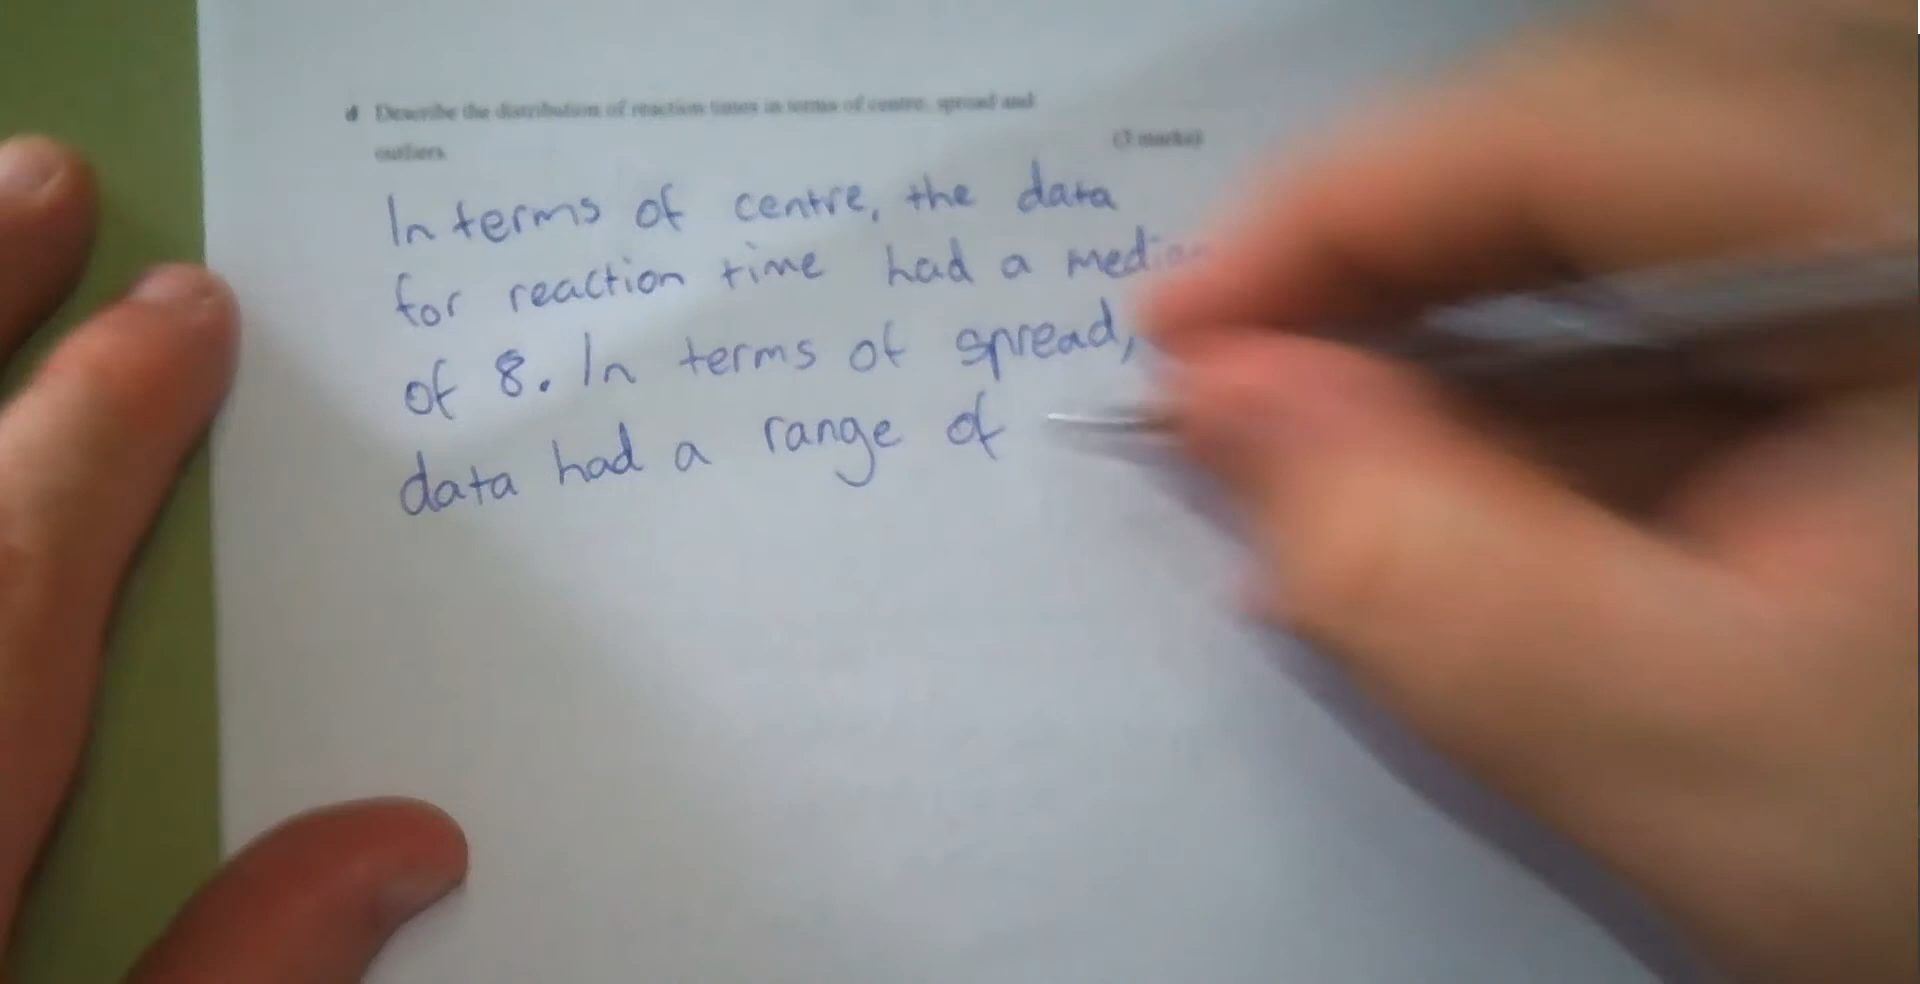 d Describe the distribution of reaction times in terms of centre, spread and
outliers. (3 marks)
In terms of centre, the data
for reaction time had a median
of 8. In terms of spread,
data had a range of